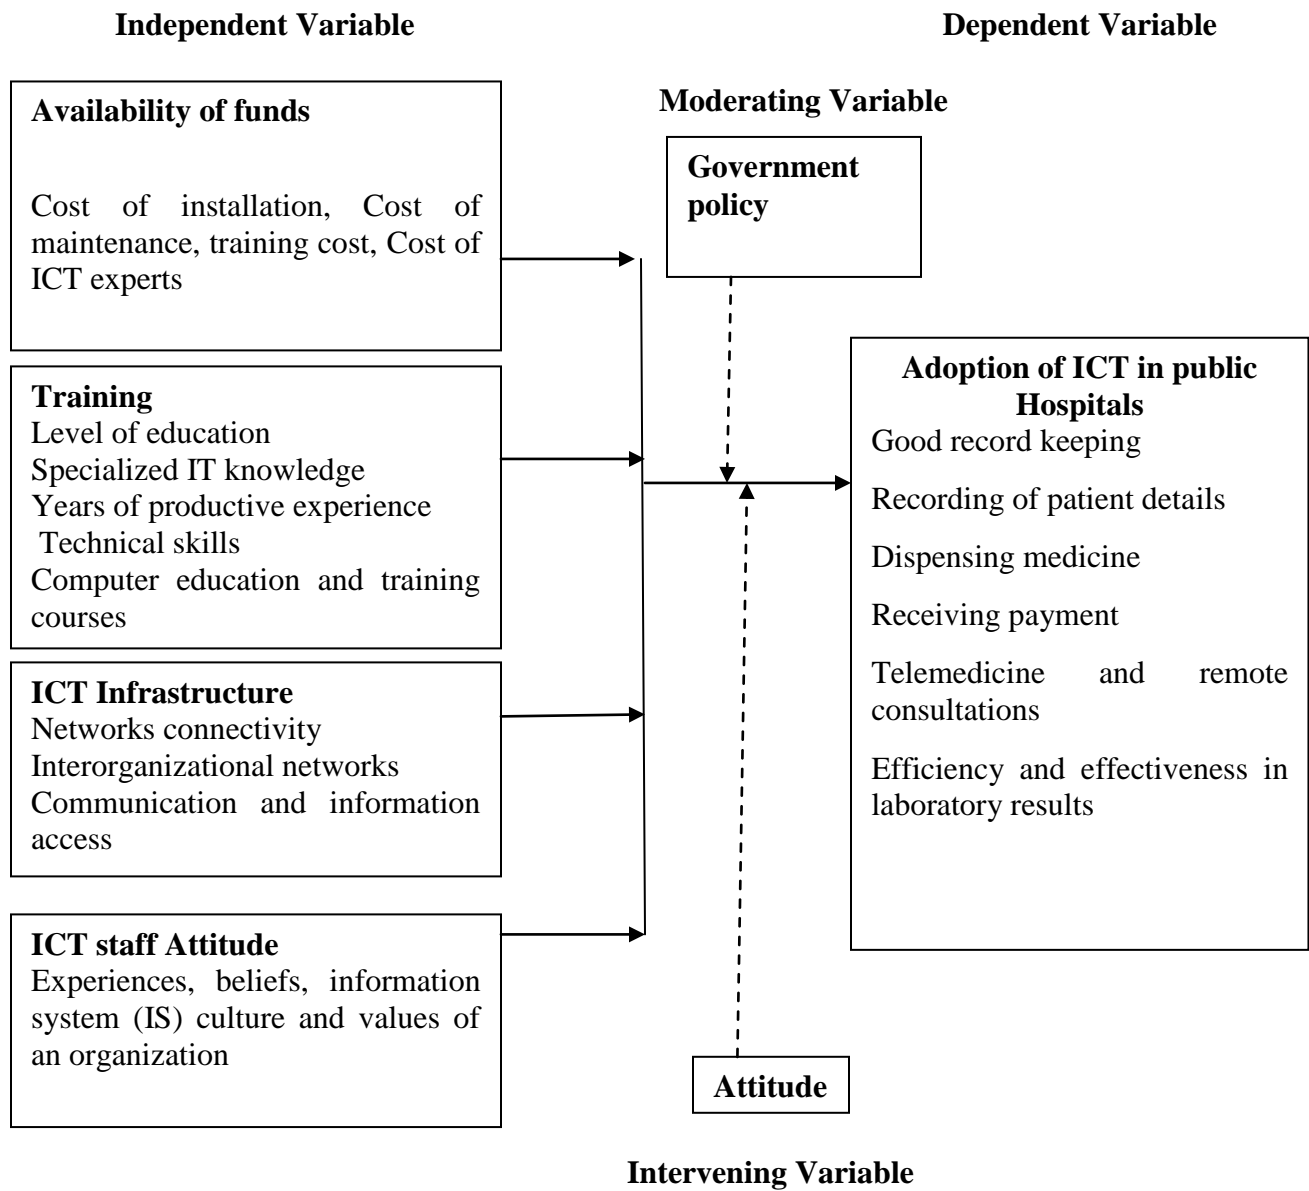 Independent Variable
Dependent Variable
Moderating Variable
Availability of funds
Cost of installation, Cost of
maintenance, training cost, Cost of
ICT experts
Government
policy
Training
Level of education
Specialized IT knowledge
Years of productive experience
Technical skills
Computer education and training
courses
ICT Infrastructure
Networks connectivity
Interorganizational networks
Communication and information
access
ICT staff Attitude
Experiences, beliefs, information
system (IS) culture and values of
an organization
Adoption of ICT in public
Hospitals
Good record keeping
Recording of patient details
Dispensing medicine
Receiving payment
Telemedicine and remote
consultations
Efficiency and effectiveness in
laboratory results
Attitude
Intervening Variable